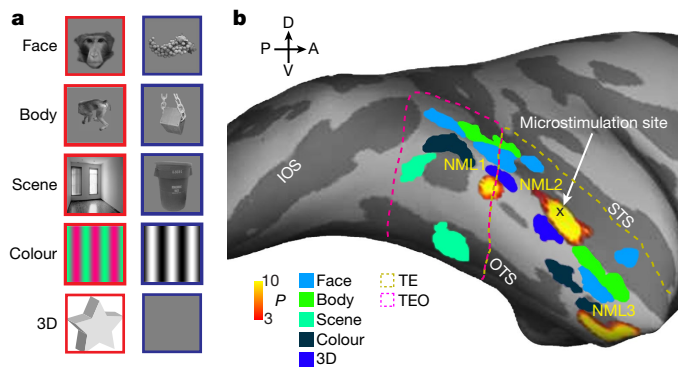 a
Face
Body
Scene
Colour
3D
b
D
P A
V
Microstimulation site
x
IOS
NML1
NML2
STS
OTS
NML3
10
P
3
Face
Body
Scene
Colour
3D
TE
TEO